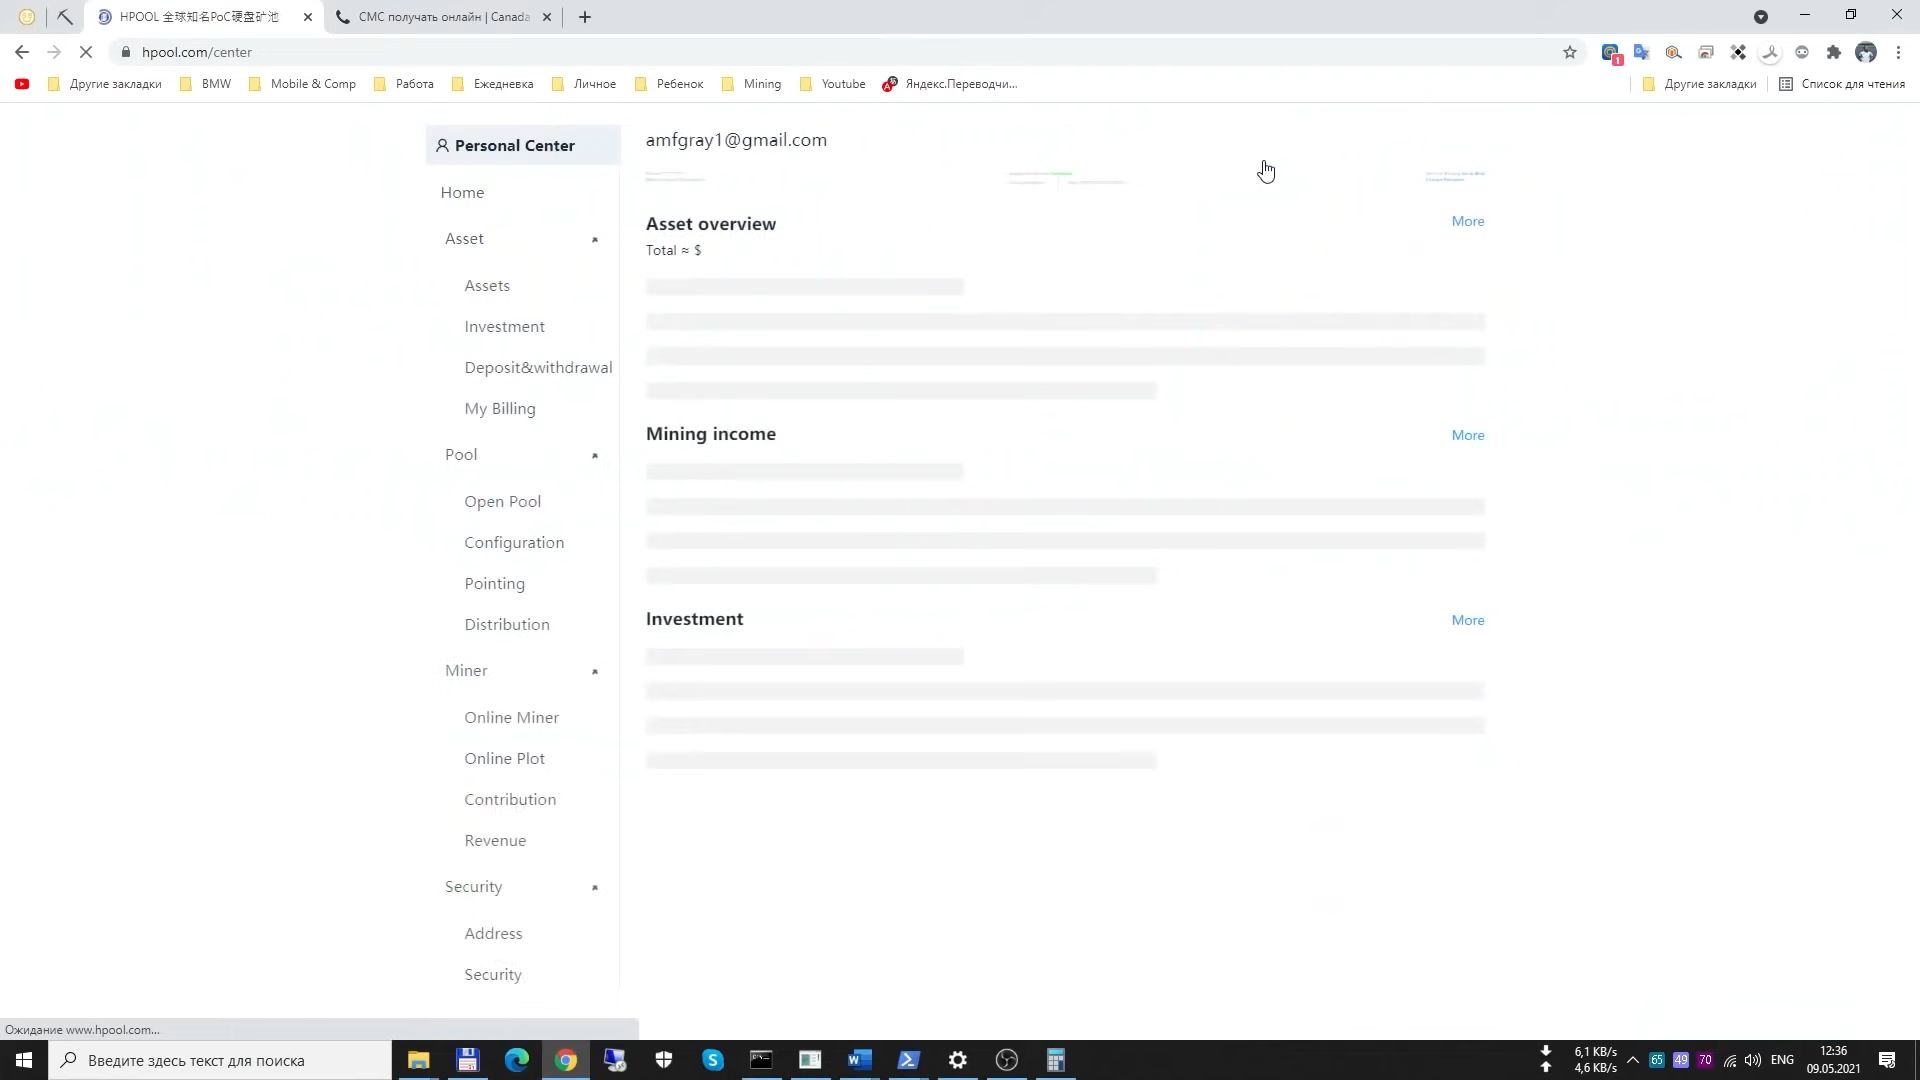 HPOOL 全球知名PoC硬盘矿池
СМС получать онлайн | Canada
hpool.com/center
1
Другие закладки
BMW
Mobile & Comp
Работа
Ежедневка
Личное
Ребенок
Mining
Youtube
Яндекс.Переводчи...
Другие закладки
Список для чтения
Personal Center
Home
Asset
Assets
Investment
Deposit&withdrawal
My Billing
Pool
Open Pool
Configuration
Pointing
Distribution
Miner
Online Miner
Online Plot
Contribution
Revenue
Security
Address
Security
amfgray1@gmail.com
Asset overview
More
Total ≈ $
Mining income
More
Investment
More
Ожидание www.hpool.com...
Введите здесь текст для поиска
6,1 KB/s
4,6 KB/s
65
49
70
ENG
12:36
09.05.2021